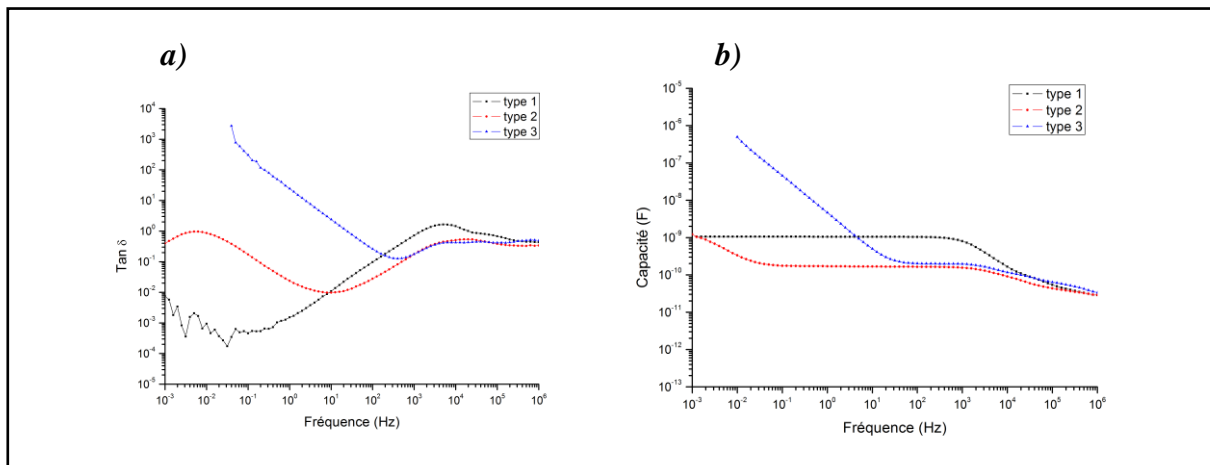 a)
type 1
type 2
type 3
10^4
10^3
10^2
10^1
10^0
10^-1
10^-2
10^-3
10^-4
10^-5
Tan δ
10^-3 10^-2 10^-1 10^0 10^1 10^2 10^3 10^4 10^5 10^6
Fréquence (Hz)
b)
type 1
type 2
type 3
10^-5
10^-6
10^-7
10^-8
10^-9
10^-10
10^-11
10^-12
10^-13
Capacité (F)
10^-3 10^-2 10^-1 10^0 10^1 10^2 10^3 10^4 10^5 10^6
Fréquence (Hz)